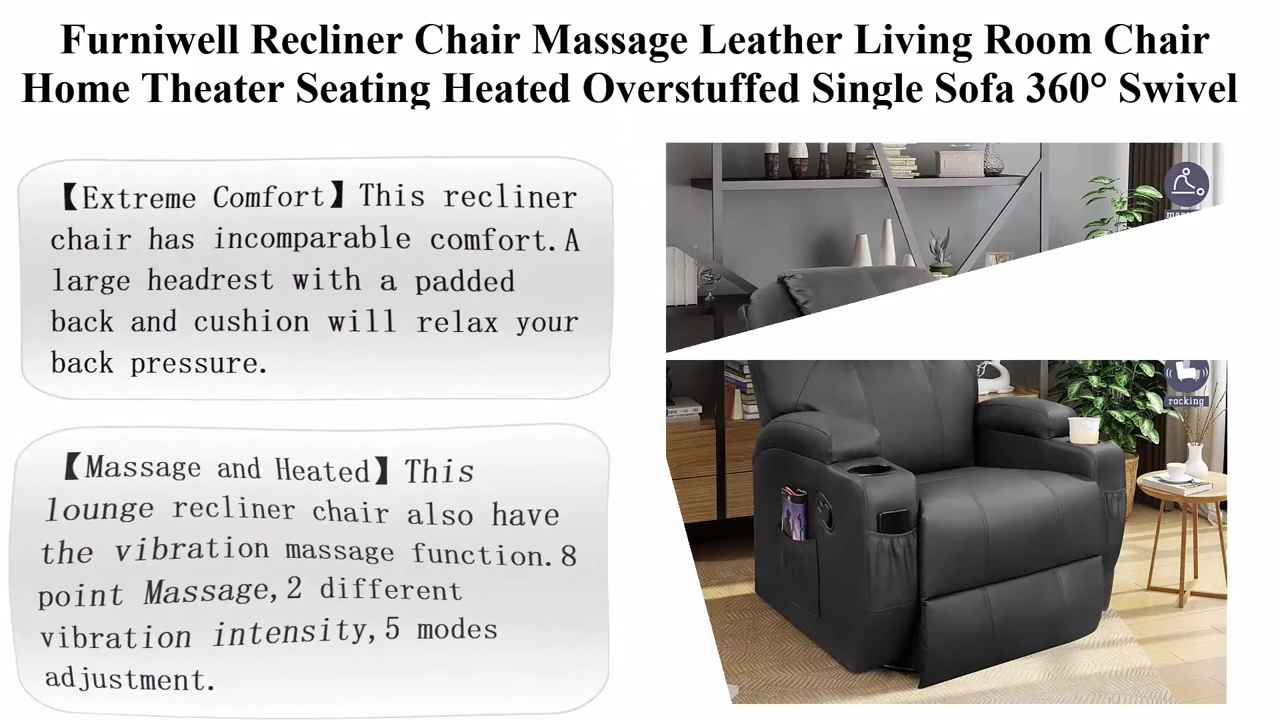 Furniwell Recliner Chair Massage Leather Living Room Chair
Home Theater Seating Heated Overstuffed Single Sofa 360° Swivel
【Extreme Comfort】This recliner
chair has incomparable comfort.A
large headrest with a padded
back and cushion will relax your
back pressure.
【Massage and Heated】This
lounge recliner chair also have
the vibration massage function.8
point Massage,2 different
vibration intensity,5 modes
adjustment.
rocking